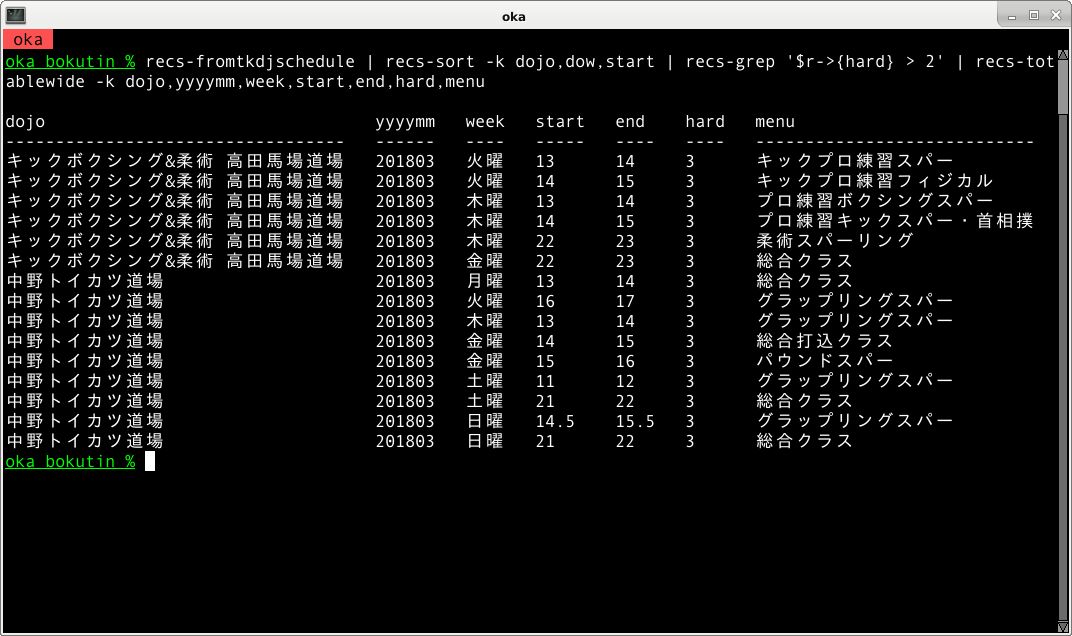 oka
oka
oka bokutin % recs-fromtkdjschedule | recs-sort -k dojo,dow,start | recs-grep '$r->{hard} > 2' | recs-tot
ablewide -k dojo,yyyymm,week,start,end,hard,menu
dojo yyyymm week start end hard menu
---------------------------------- ------ ---- ----- ---- ---- ----------------------------
キックボクシング&柔術 高田馬場道場 201803 火曜 13 14 3 キックプロ練習スパー
キックボクシング&柔術 高田馬場道場 201803 火曜 14 15 3 キックプロ練習フィジカル
キックボクシング&柔術 高田馬場道場 201803 木曜 13 14 3 プロ練習ボクシングスパー
キックボクシング&柔術 高田馬場道場 201803 木曜 14 15 3 プロ練習キックスパー・首相撲
キックボクシング&柔術 高田馬場道場 201803 木曜 22 23 3 柔術スパーリング
キックボクシング&柔術 高田馬場道場 201803 金曜 22 23 3 総合クラス
中野トイカツ道場 201803 月曜 13 14 3 総合クラス
中野トイカツ道場 201803 火曜 16 17 3 グラップリングスパー
中野トイカツ道場 201803 木曜 13 14 3 グラップリングスパー
中野トイカツ道場 201803 金曜 14 15 3 総合打込クラス
中野トイカツ道場 201803 金曜 15 16 3 パウンドスパー
中野トイカツ道場 201803 土曜 11 12 3 グラップリングスパー
中野トイカツ道場 201803 土曜 21 22 3 総合クラス
中野トイカツ道場 201803 日曜 14.5 15.5 3 グラップリングスパー
中野トイカツ道場 201803 日曜 21 22 3 総合クラス
oka bokutin %